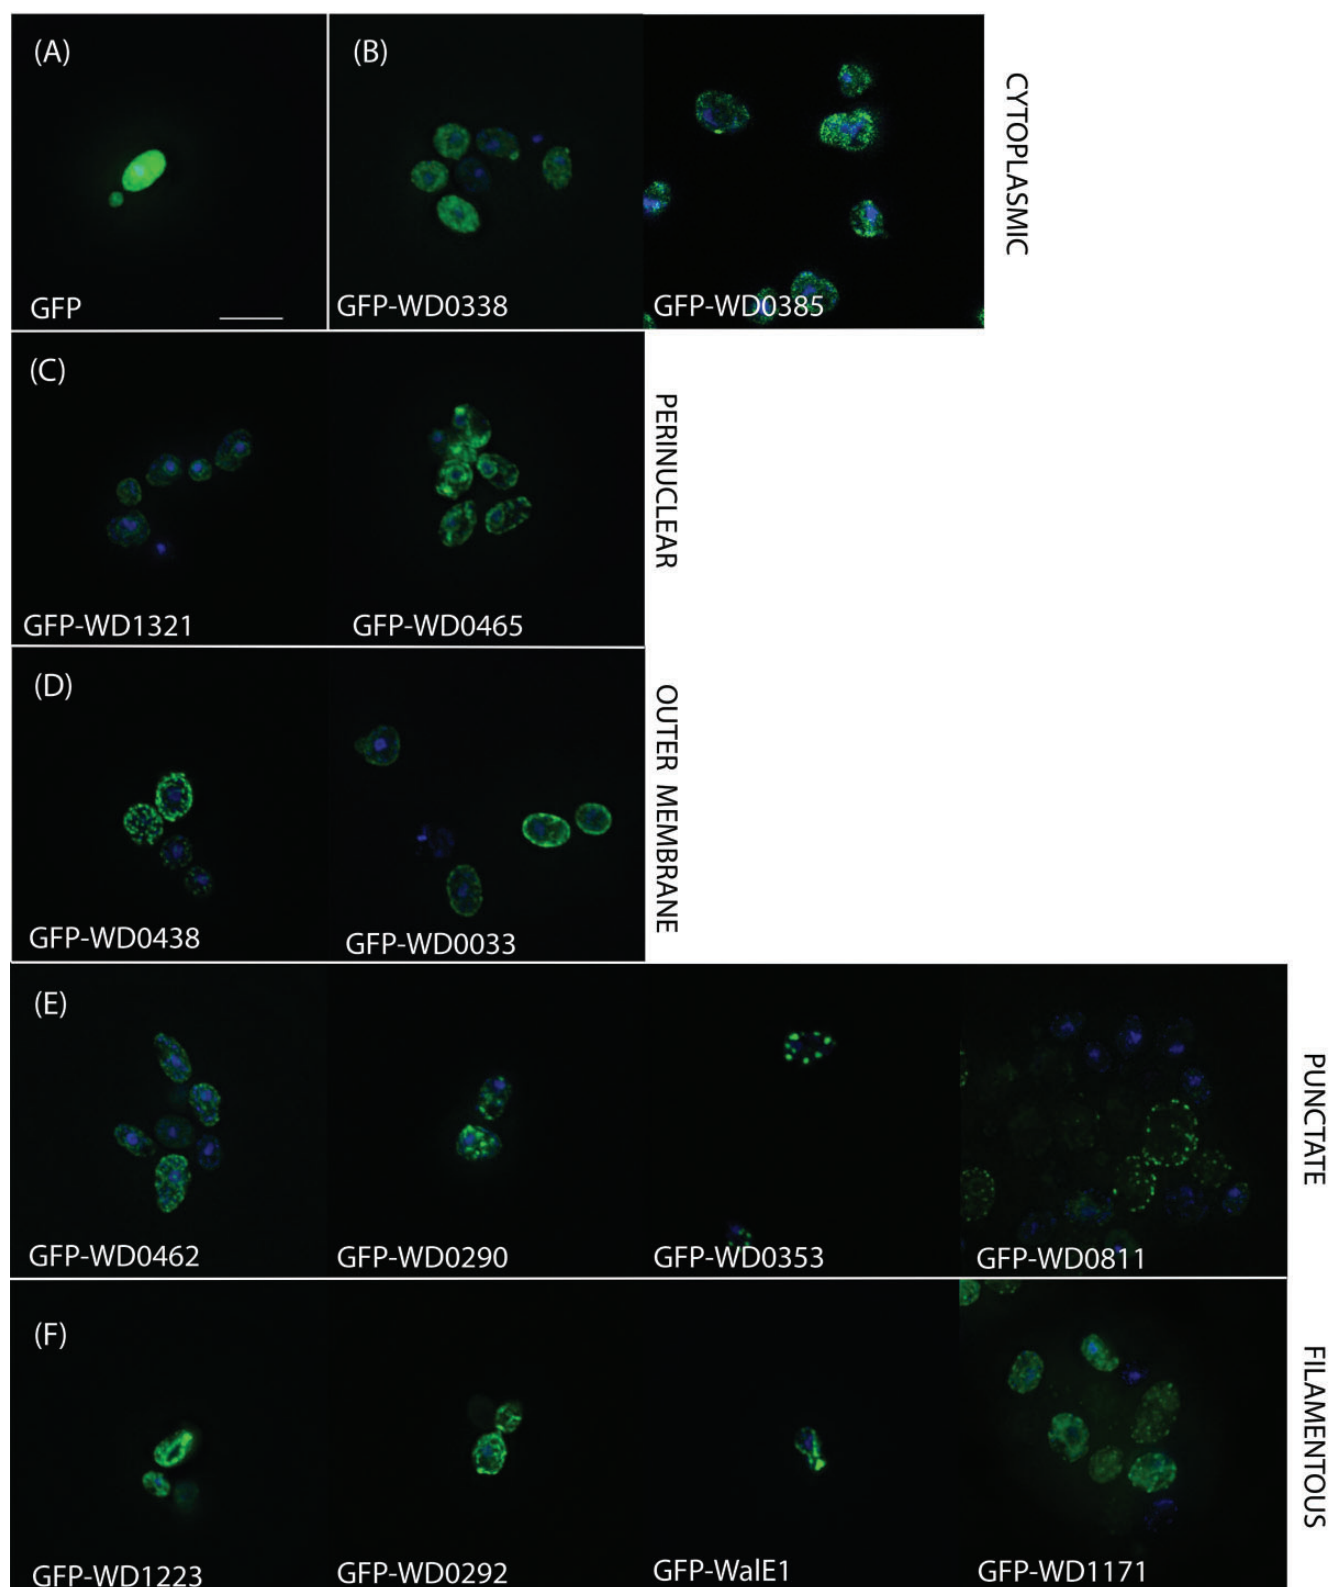 (A)
(B)
GFP
GFP-WD0338
GFP-WD0385
CYTOPLASMIC
(C)
GFP-WD1321
GFP-WD0465
PERINUCLEAR
(D)
GFP-WD0438
GFP-WD0033
OUTER MEMBRANE
(E)
GFP-WD0462
GFP-WD0290
GFP-WD0353
GFP-WD0811
PUNCTATE
(F)
GFP-WD1223
GFP-WD0292
GFP-WalE1
GFP-WD1171
FILAMENTOUS